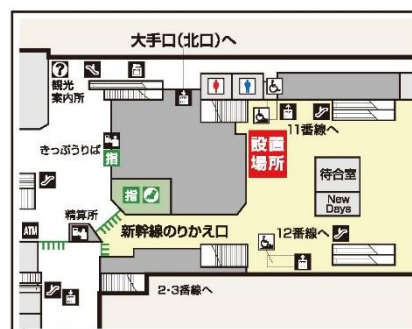 大手口(北口)へ
?
観光
案内所
11番線へ
きっぷうりば
指
設置
場所
待合室
指
New
Days
精算所
ATM
新幹線のりかえ口
12番線へ
2・3番線へ